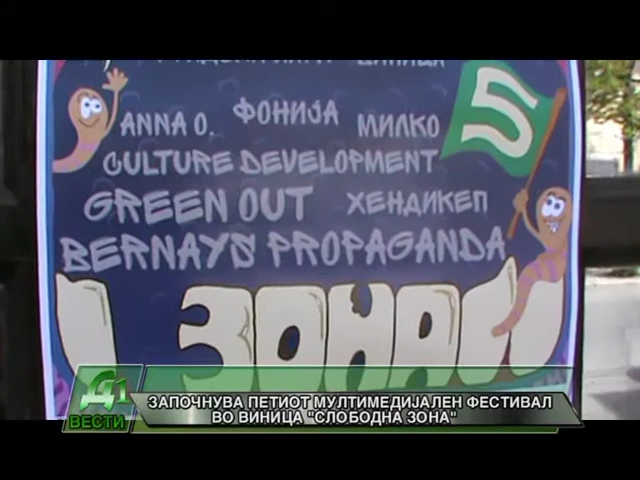 ANNA O. ФОНИЈА МИЛКО
5
CULTURE DEVELOPMENT
GREEN OUT ХЕНДИКЕП
BERNAYS PROPAGANDA
ЗОНА
Д1
ВЕСТИ
ЗАПОЧНУВА ПЕТИОТ МУЛТИМЕДИЈАЛЕН ФЕСТИВАЛ
ВО ВИНИЦА "СЛОБОДНА ЗОНА"